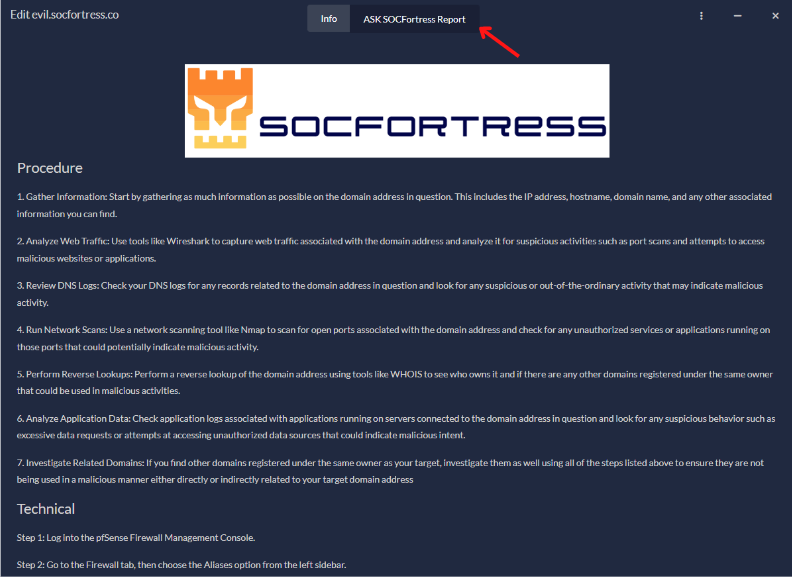 Edit evil.socfortress.co
Info
ASK SOCFortress Report
SOCFORTRESS
Procedure
1. Gather Information: Start by gathering as much information as possible on the domain address in question. This includes the IP address, hostname, domain name, and any other associated
information you can find.
2. Analyze Web Traffic: Use tools like Wireshark to capture web traffic associated with the domain address and analyze it for suspicious activities such as port scans and attempts to access
malicious websites or applications.
3. Review DNS Logs: Check your DNS logs for any records related to the domain address in question and look for any suspicious or out-of-the-ordinary activity that may indicate malicious
activity.
4. Run Network Scans: Use a network scanning tool like Nmap to scan for open ports associated with the domain address and check for any unauthorized services or applications running on
those ports that could potentially indicate malicious activity.
5. Perform Reverse Lookups: Perform a reverse lookup of the domain address using tools like WHOIS to see who owns it and if there are any other domains registered under the same owner
that could be used in malicious activities.
6. Analyze Application Data: Check application logs associated with applications running on servers connected to the domain address in question and look for any suspicious behavior such as
excessive data requests or attempts at accessing unauthorized data sources that could indicate malicious intent.
7. Investigate Related Domains: If you find other domains registered under the same owner as your target, investigate them as well using all of the steps listed above to ensure they are not
being used in a malicious manner either directly or indirectly related to your target domain address
Technical
Step 1: Log into the pfSense Firewall Management Console.
Step 2: Go to the Firewall tab, then choose the Aliases option from the left sidebar.